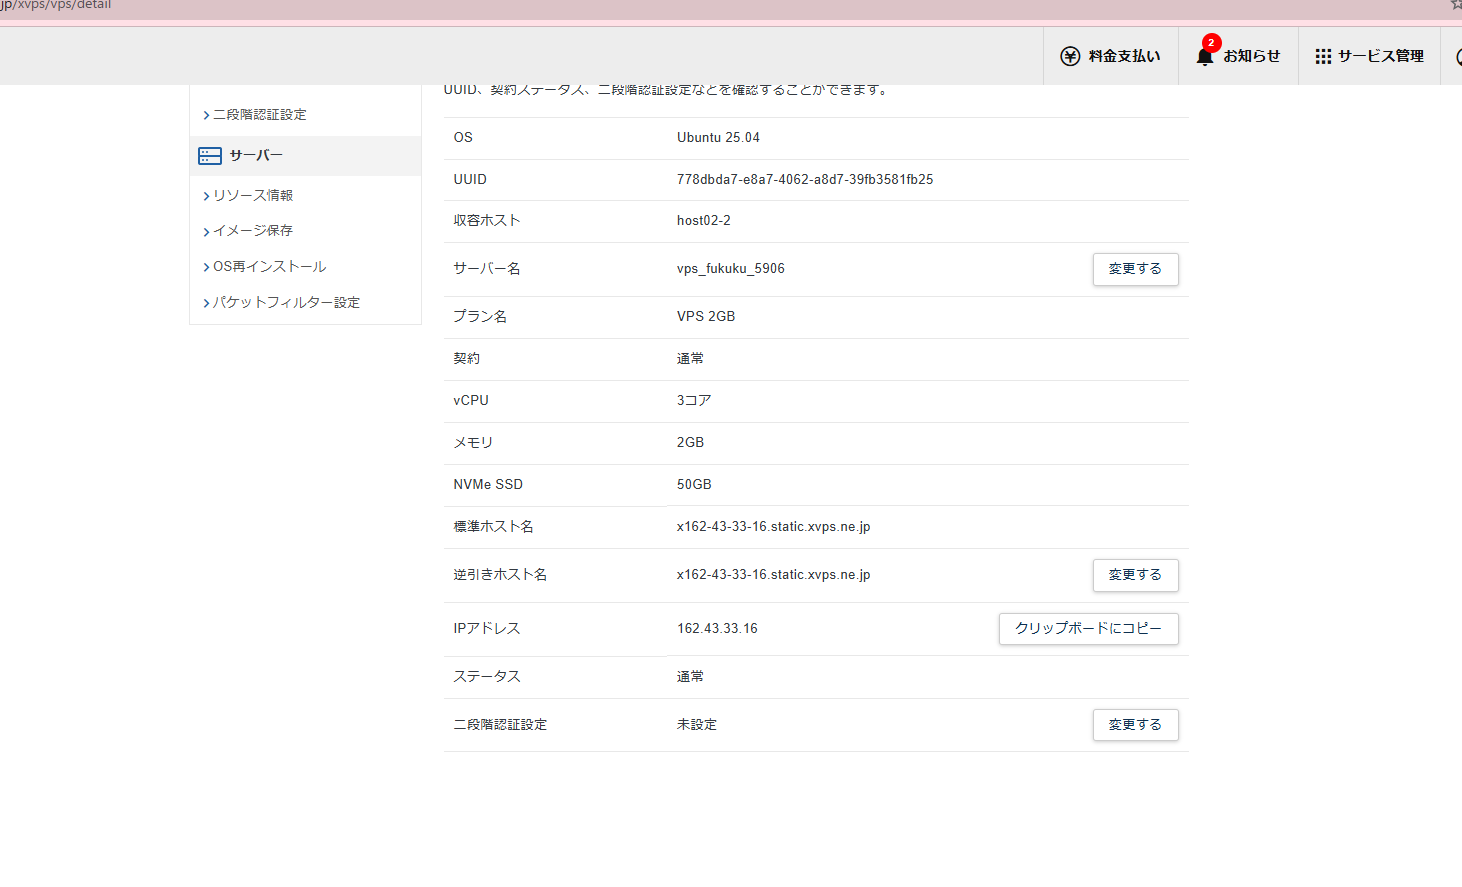 jp/xvps/vps/detail
料金支払い
2
お知らせ
サービス管理
UUID、契約ステータス、二段階認証設定などを確認することができます。
二段階認証設定
サーバー
リソース情報
イメージ保存
OS再インストール
パケットフィルター設定
OS Ubuntu 25.04
UUID 778dbda7-e8a7-4062-a8d7-39fb3581fb25
収容ホスト host02-2
サーバー名 vps_fukuku_5906 変更する
プラン名 VPS 2GB
契約 通常
vCPU 3コア
メモリ 2GB
NVMe SSD 50GB
標準ホスト名 x162-43-33-16.static.xvps.ne.jp
逆引きホスト名 x162-43-33-16.static.xvps.ne.jp 変更する
IPアドレス 162.43.33.16 クリップボードにコピー
ステータス 通常
二段階認証設定 未設定 変更する